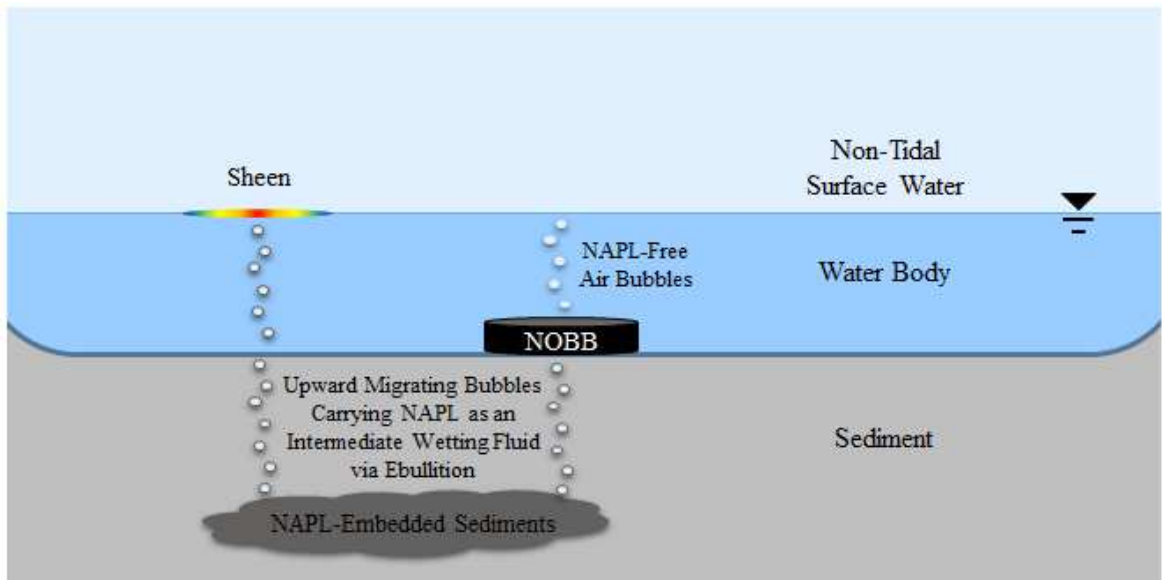 Non-Tidal
Surface Water
Sheen
NAPL-Free
Air Bubbles
Water Body
NOBB
Upward Migrating Bubbles
Carrying NAPL as an
Intermediate Wetting Fluid
via Ebullition
Sediment
NAPL-Embedded Sediments